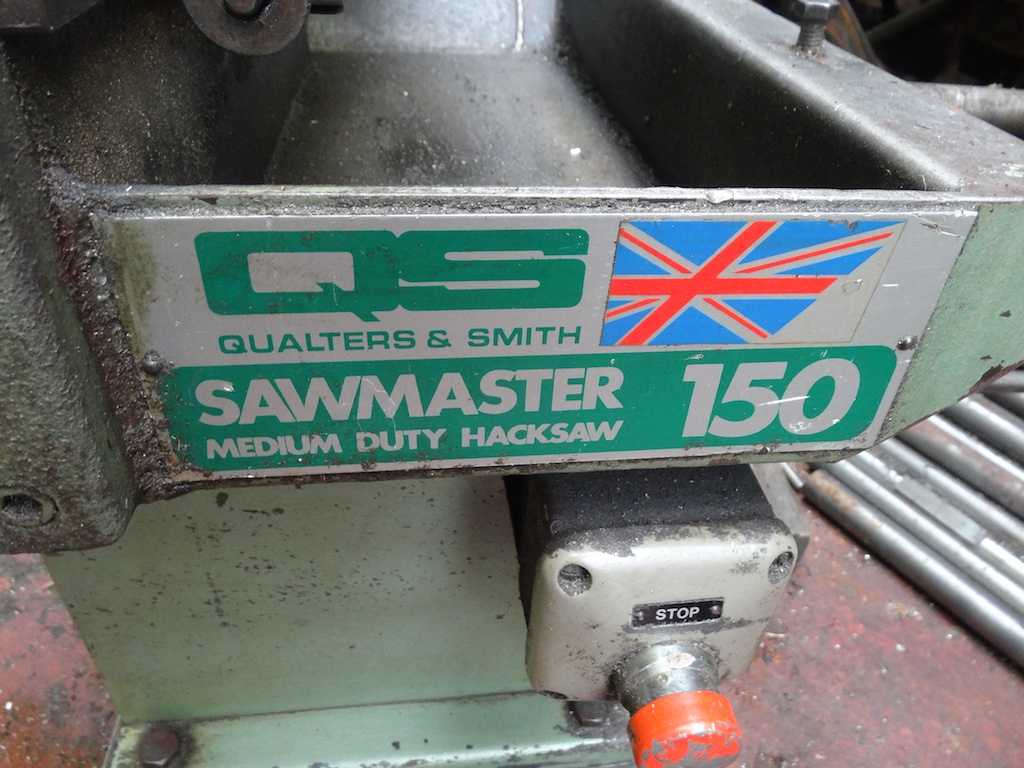 QS
QUALTERS & SMITH
SAWMASTER 150
MEDIUM DUTY HACKSAW
STOP